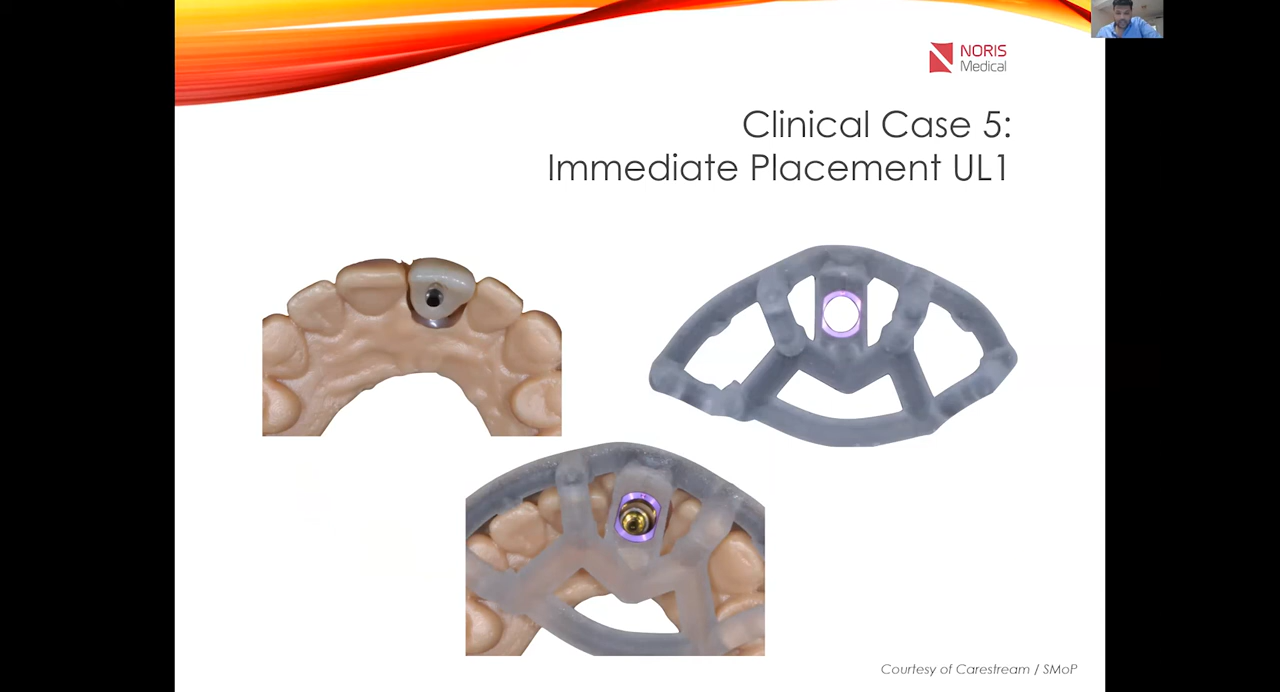 NORIS
Medical
Clinical Case 5:
Immediate Placement UL1
Courtesy of Carestream / SMoP